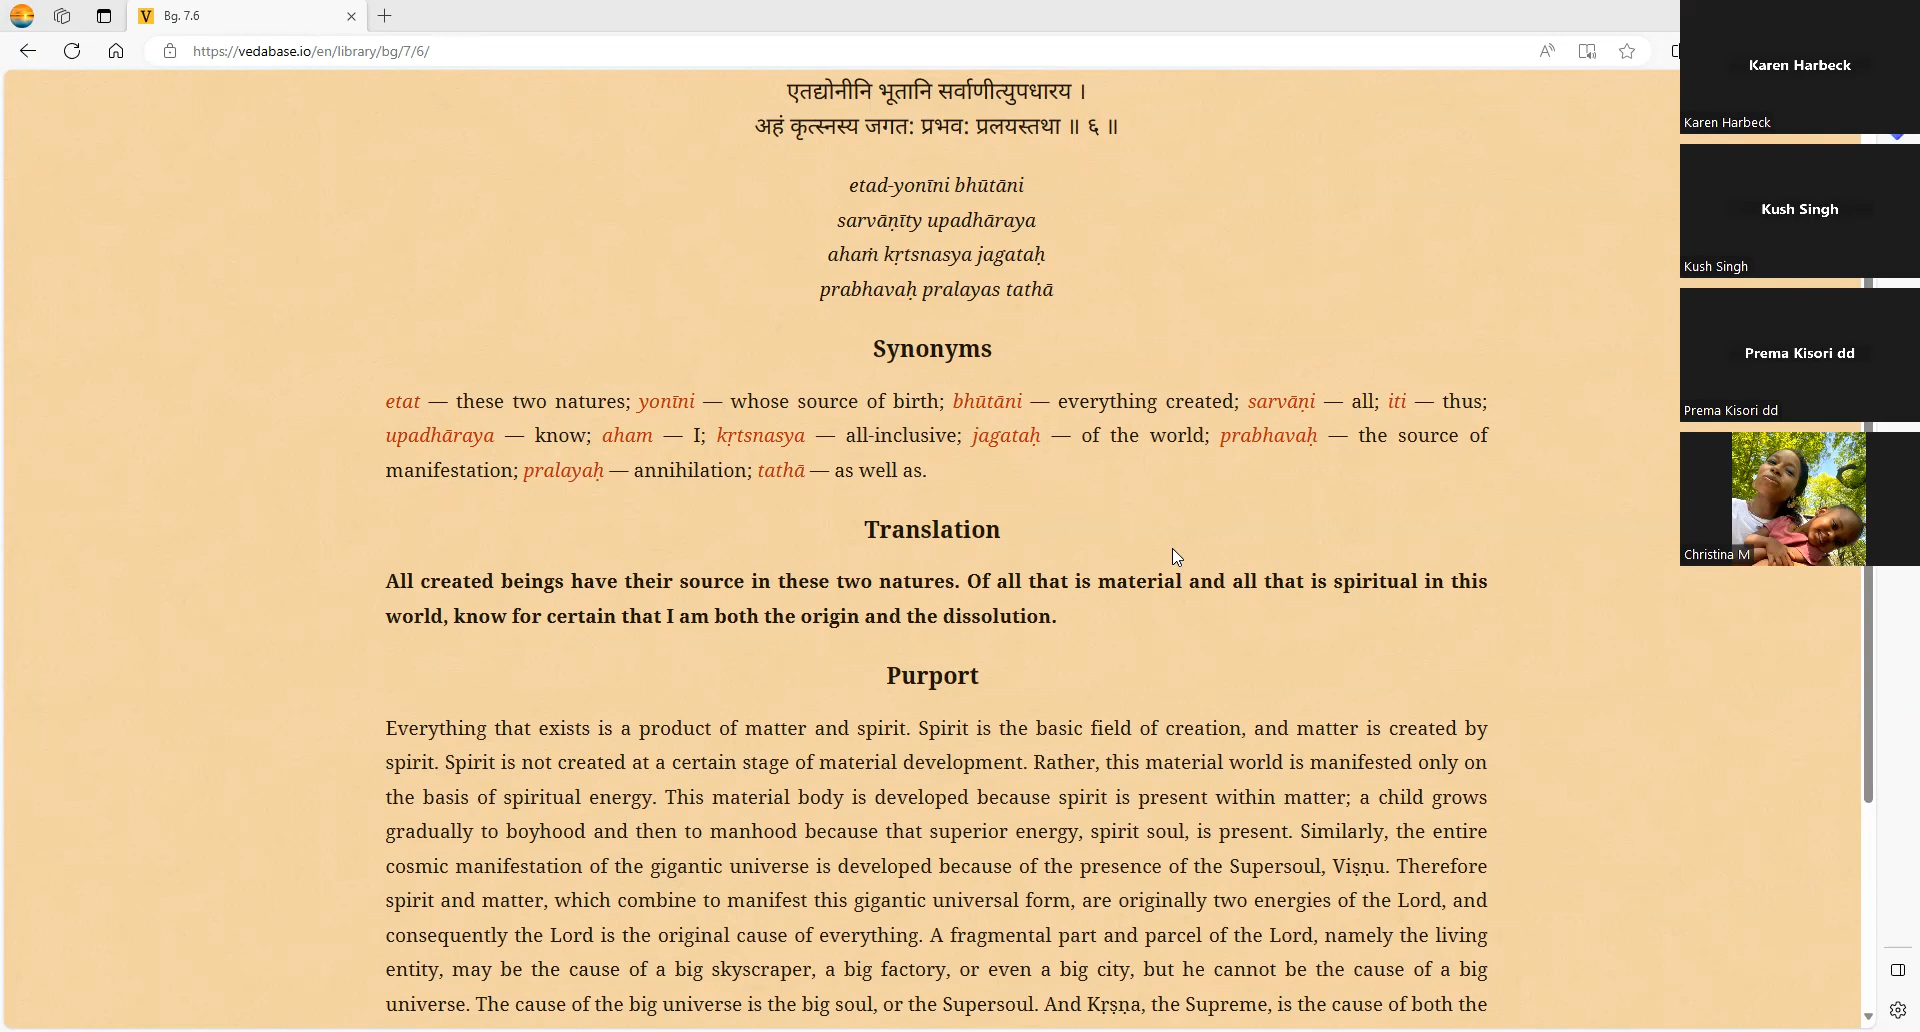 Bg. 7.6
https://vedabase.io/en/library/bg/7/6/
एतद्योनीनि भूतानि सर्वाणीत्युपधारय ।
अहं कृत्स्नस्य जगत: प्रभव: प्रलयस्तथा ॥ ६ ॥
etad-yonīni bhūtāni
sarvāṇīty upadhāraya
ahaṁ kṛtsnasya jagataḥ
prabhavaḥ pralayas tathā
Synonyms
etat — these two natures; yonīni — whose source of birth; bhūtāni — everything created; sarvāṇi — all; iti — thus;
upadhāraya — know; aham — I; kṛtsnasya — all-inclusive; jagataḥ — of the world; prabhavaḥ — the source of
manifestation; pralayaḥ — annihilation; tathā — as well as.
Translation
All created beings have their source in these two natures. Of all that is material and all that is spiritual in this
world, know for certain that I am both the origin and the dissolution.
Purport
Everything that exists is a product of matter and spirit. Spirit is the basic field of creation, and matter is created by
spirit. Spirit is not created at a certain stage of material development. Rather, this material world is manifested only on
the basis of spiritual energy. This material body is developed because spirit is present within matter; a child grows
gradually to boyhood and then to manhood because that superior energy, spirit soul, is present. Similarly, the entire
cosmic manifestation of the gigantic universe is developed because of the presence of the Supersoul, Viṣṇu. Therefore
spirit and matter, which combine to manifest this gigantic universal form, are originally two energies of the Lord, and
consequently the Lord is the original cause of everything. A fragmental part and parcel of the Lord, namely the living
entity, may be the cause of a big skyscraper, a big factory, or even a big city, but he cannot be the cause of a big
universe. The cause of the big universe is the big soul, or the Supersoul. And Kṛṣṇa, the Supreme, is the cause of both the
Karen Harbeck
Karen Harbeck
Kush Singh
Kush Singh
Prema Kisori dd
Prema Kisori dd
Christina M